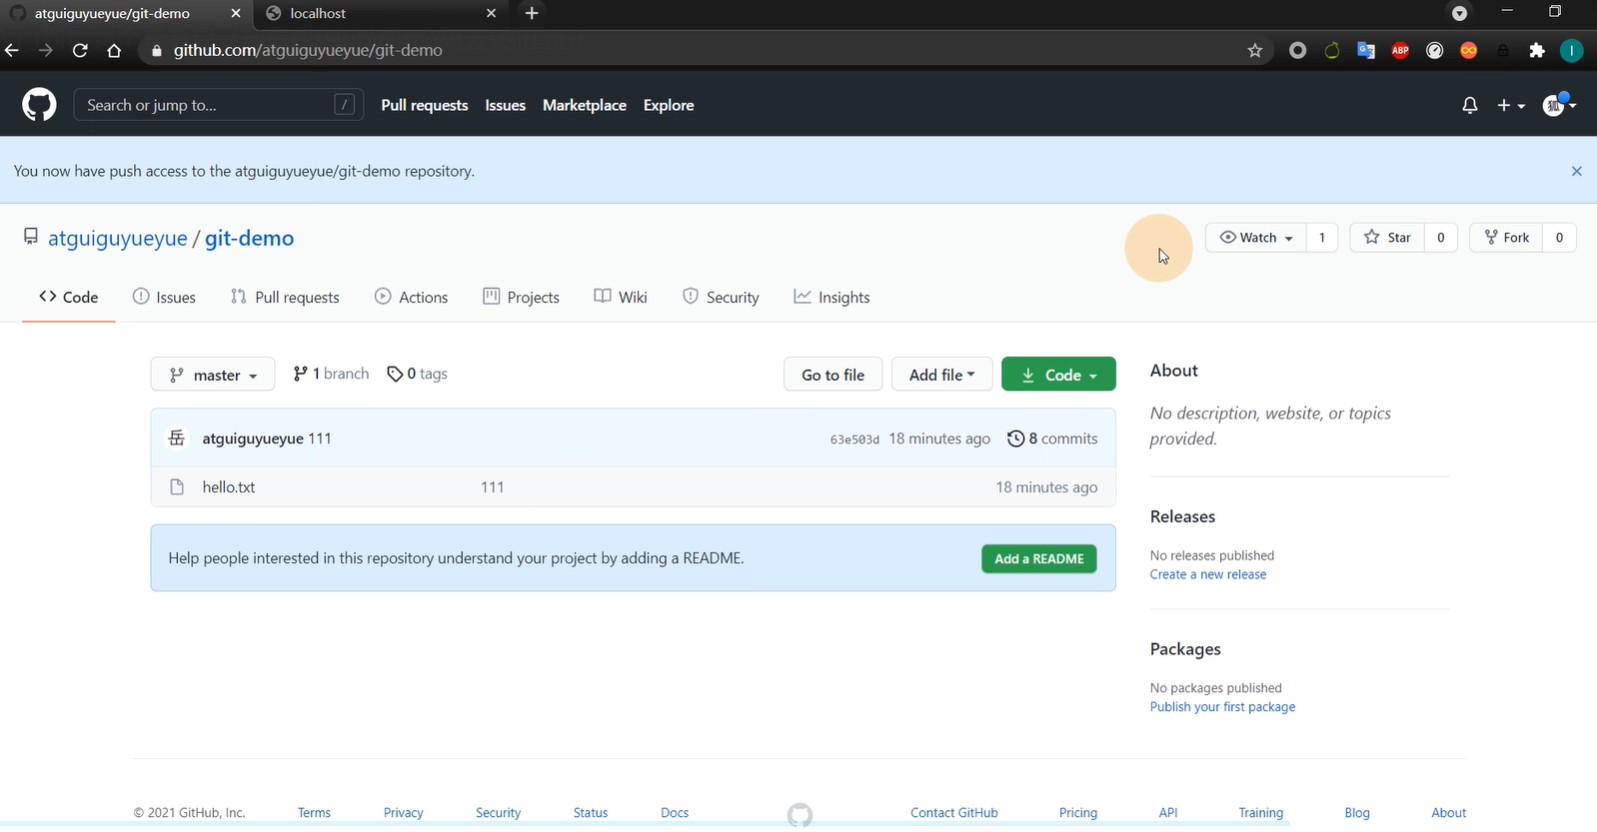 atguiguyueyue/git-demo
localhost
github.com/atguiguyueyue/git-demo
ABP
I
Search or jump to...
/
Pull requests Issues Marketplace Explore
狐
You now have push access to the atguiguyueyue/git-demo repository.
atguiguyueyue / git-demo
Watch 1
Star 0
Fork 0
Code Issues Pull requests Actions Projects Wiki Security Insights
master 1 branch 0 tags
Go to file Add file Code
岳 atguiguyueyue 111 63e503d 18 minutes ago 8 commits
hello.txt 111 18 minutes ago
Help people interested in this repository understand your project by adding a README.
Add a README
About
No description, website, or topics
provided.
Releases
No releases published
Create a new release
Packages
No packages published
Publish your first package
© 2021 GitHub, Inc. Terms Privacy Security Status Docs Contact GitHub Pricing API Training Blog About